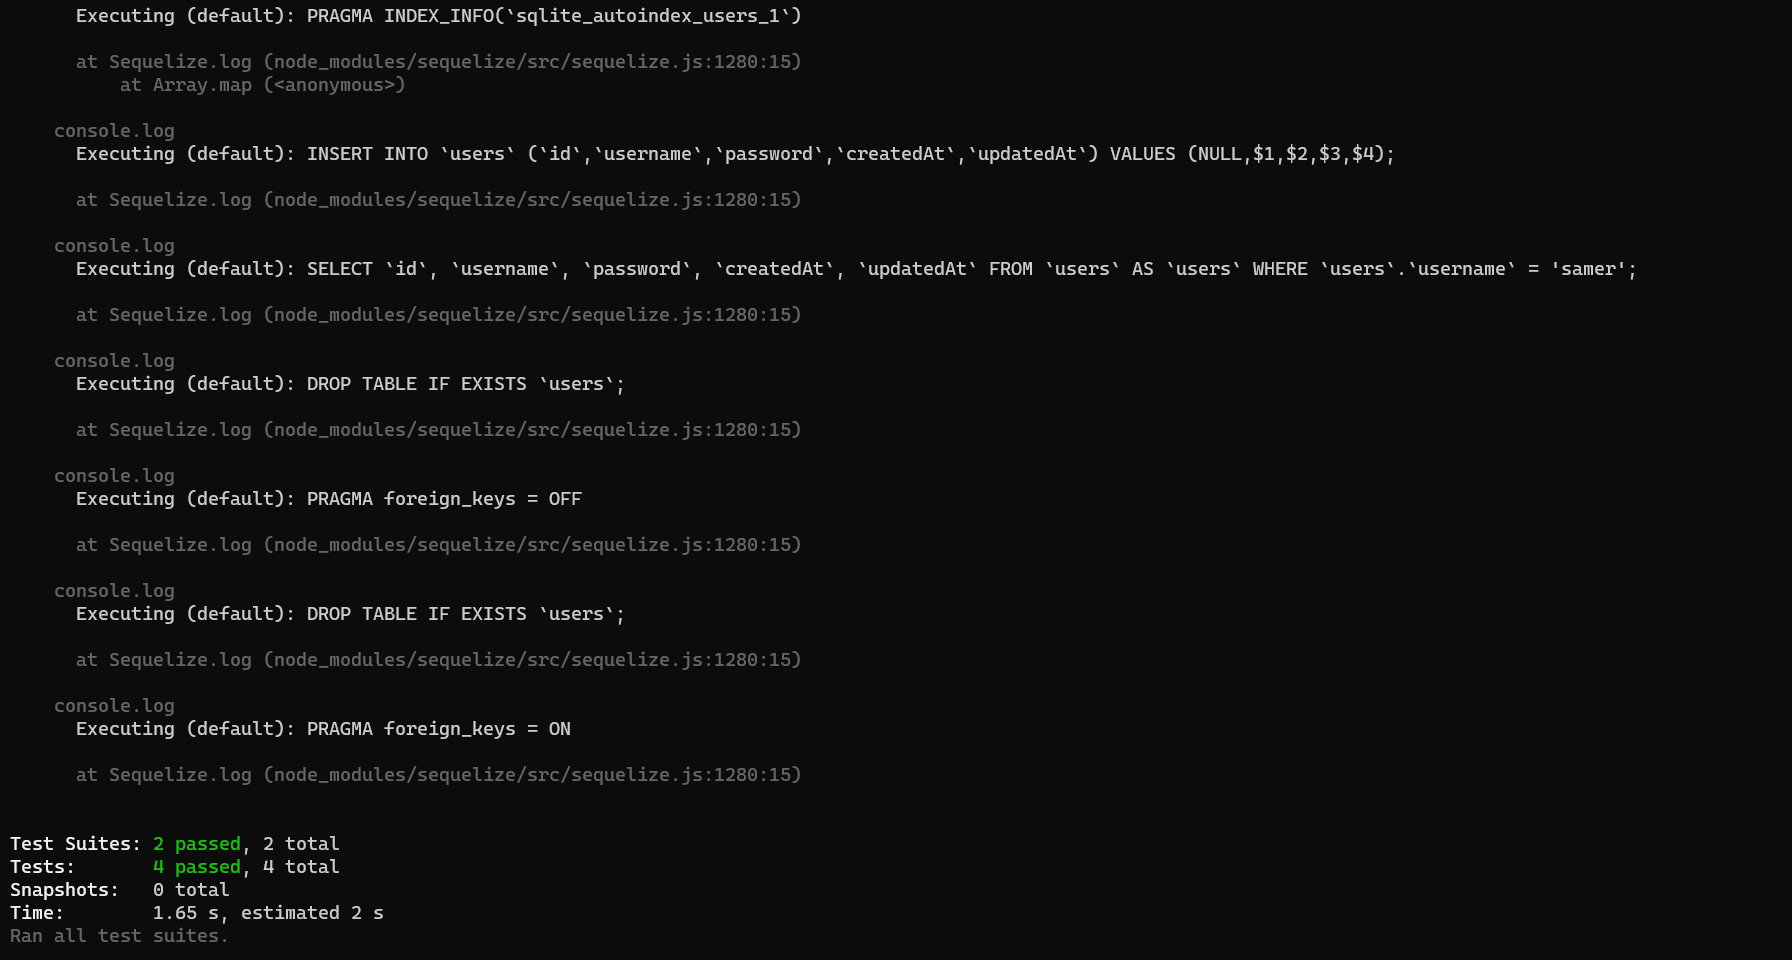 Executing (default): PRAGMA INDEX_INFO(`sqlite_autoindex_users_1`)
at Sequelize.log (node_modules/sequelize/src/sequelize.js:1280:15)
at Array.map (<anonymous>)
console.log
Executing (default): INSERT INTO `users` (`id`,`username`,`password`,`createdAt`,`updatedAt`) VALUES (NULL,$1,$2,$3,$4);
at Sequelize.log (node_modules/sequelize/src/sequelize.js:1280:15)
console.log
Executing (default): SELECT `id`, `username`, `password`, `createdAt`, `updatedAt` FROM `users` AS `users` WHERE `users`.`username` = 'samer';
at Sequelize.log (node_modules/sequelize/src/sequelize.js:1280:15)
console.log
Executing (default): DROP TABLE IF EXISTS `users`;
at Sequelize.log (node_modules/sequelize/src/sequelize.js:1280:15)
console.log
Executing (default): PRAGMA foreign_keys = OFF
at Sequelize.log (node_modules/sequelize/src/sequelize.js:1280:15)
console.log
Executing (default): DROP TABLE IF EXISTS `users`;
at Sequelize.log (node_modules/sequelize/src/sequelize.js:1280:15)
console.log
Executing (default): PRAGMA foreign_keys = ON
at Sequelize.log (node_modules/sequelize/src/sequelize.js:1280:15)
Test Suites: 2 passed, 2 total
Tests: 4 passed, 4 total
Snapshots: 0 total
Time: 1.65 s, estimated 2 s
Ran all test suites.